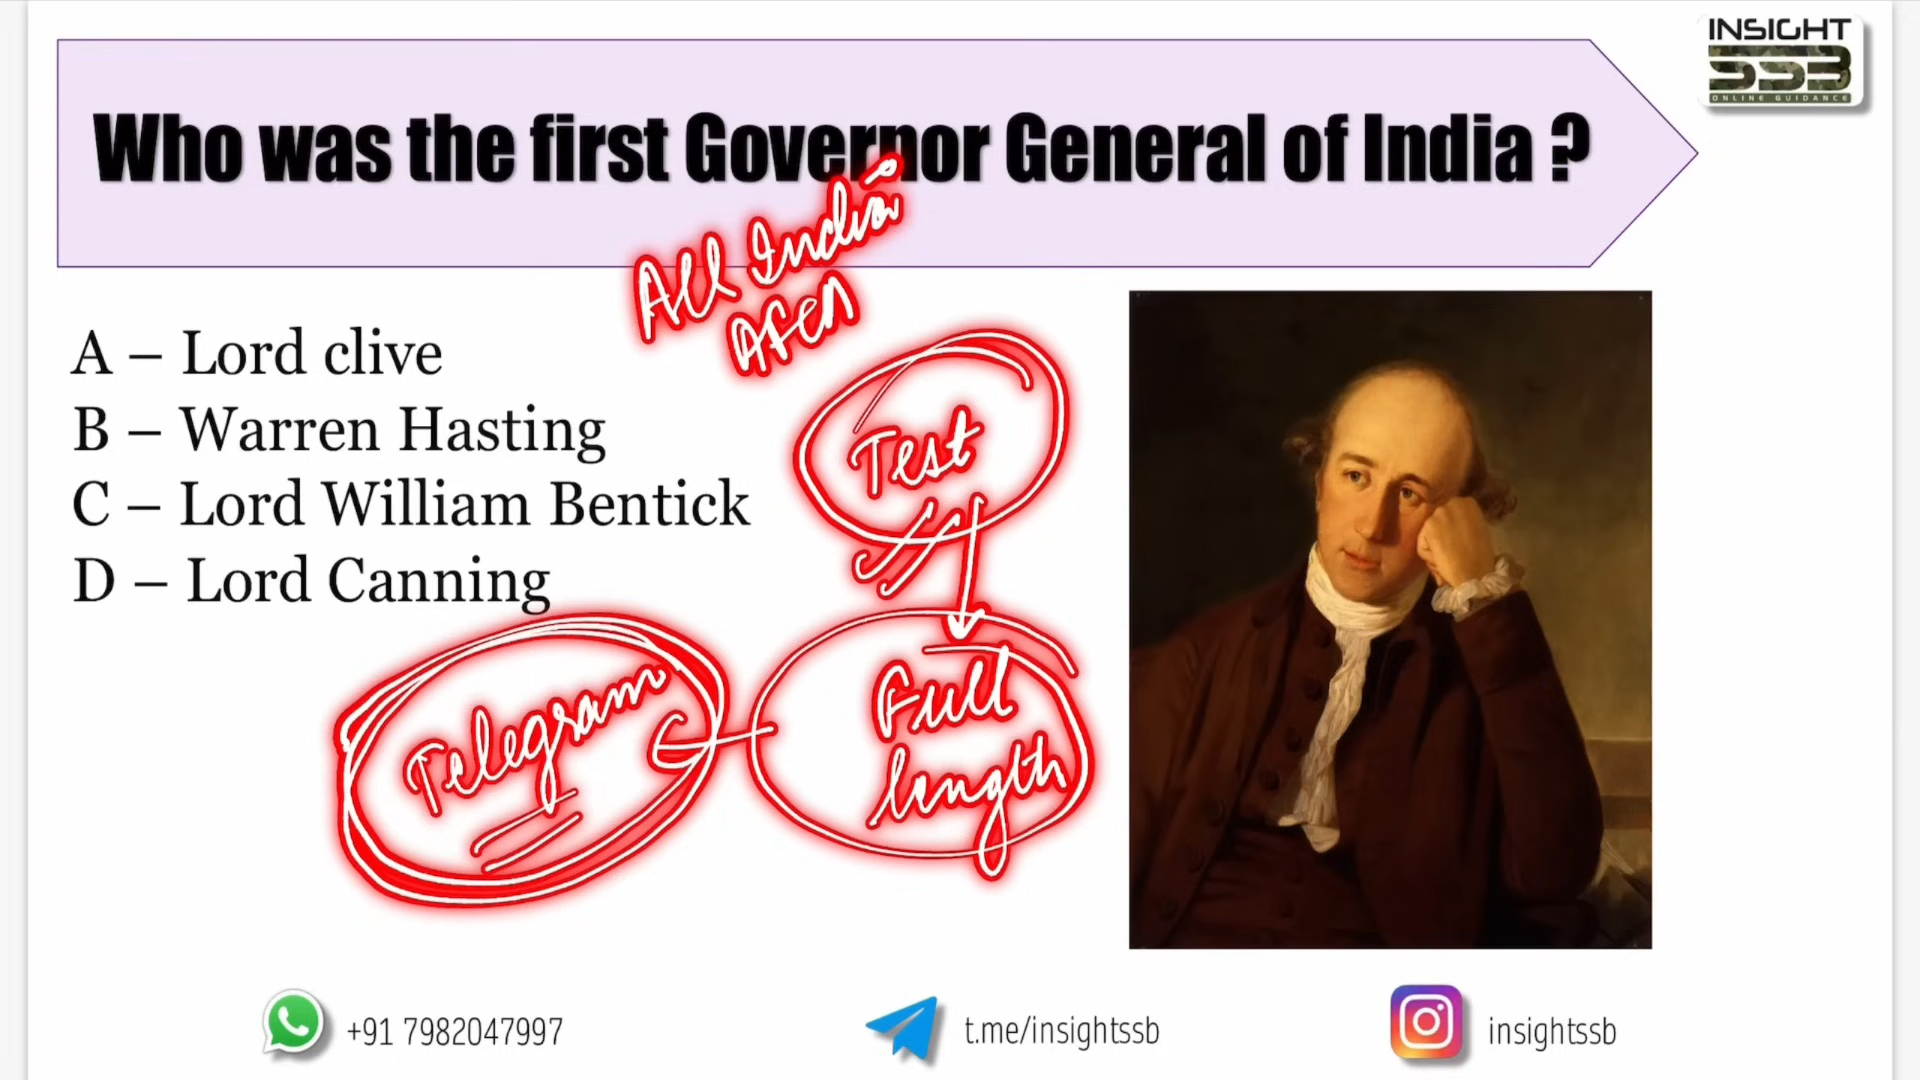 INSIGHT
SSB
ONLINE GUIDANCE
Who was the first Governor General of India ?
All India
AFCA
A – Lord clive
B – Warren Hasting
C – Lord William Bentick
D – Lord Canning
Test
Full
length
Telegram
+91 7982047997
t.me/insightssb
insightssb